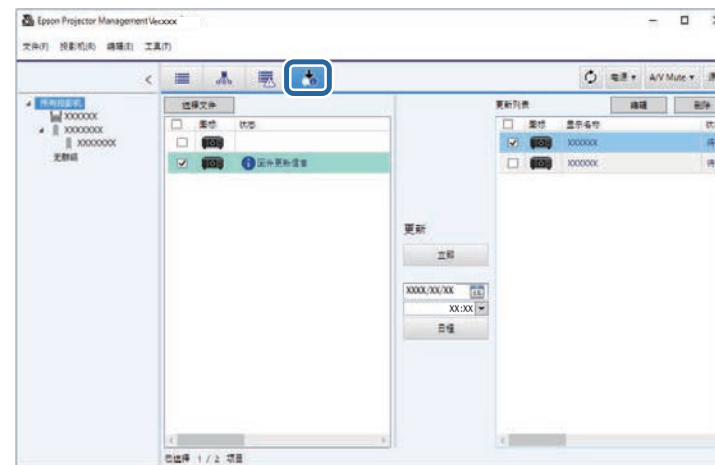 Epson Projector Management Ver.xxxx
文件(F) 投影机(R) 编辑(E) 工具(T)
< 电源 A/V Mute
所有投影机
XXXXXX
XXXXXXX
XXXXXXX
无群组
选择文件
图标 状态
固件更新信息
更新
立即
XXXX/XX/XX
XX:XX
日程
更新列表 编辑 删除
图标 显示名称 状
XXXXXX 待
XXXXXX 待
已选择 1 / 2 项目